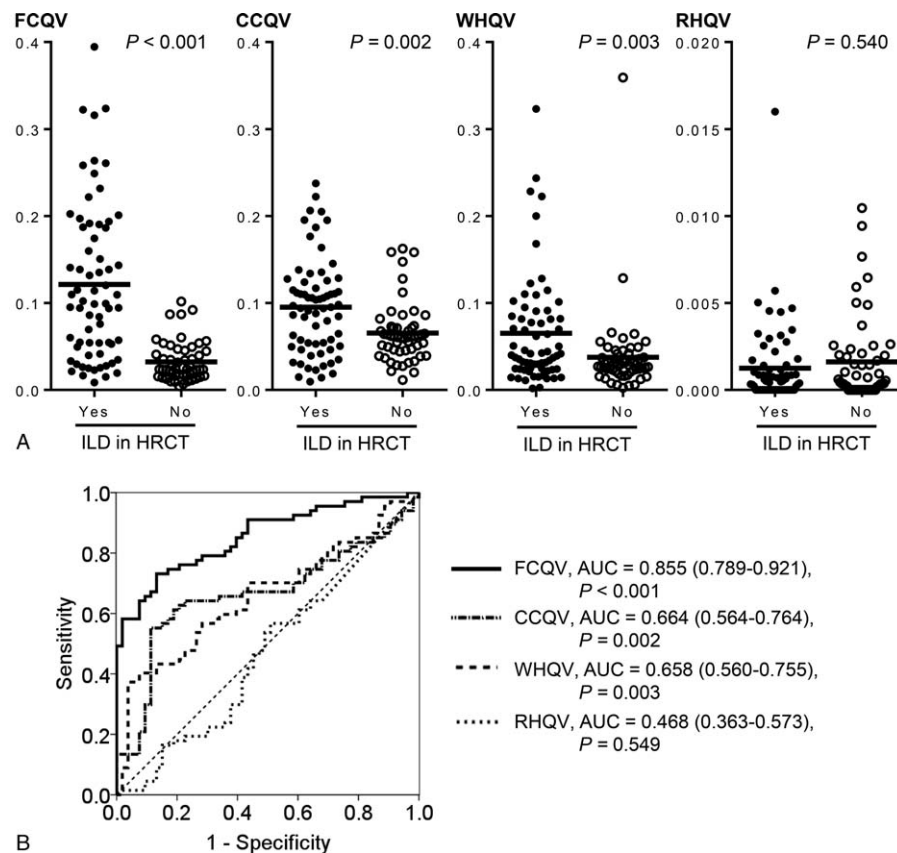 FCQV
CCQV
WHQV
RHQV
P < 0.001
P = 0.002
P = 0.003
P = 0.540
0.4
0.4
0.4
0.020
0.3
0.3
0.3
0.015
0.2
0.2
0.2
0.010
0.1
0.1
0.1
0.005
0.0
0.0
0.0
0.000
Yes No
Yes No
Yes No
Yes No
ILD in HRCT
ILD in HRCT
ILD in HRCT
ILD in HRCT
A
1.0
0.8
0.6
0.4
0.2
0.0
Sensitivity
0.0 0.2 0.4 0.6 0.8 1.0
1 - Specificity
FCQV, AUC = 0.855 (0.789-0.921),
P < 0.001
CCQV, AUC = 0.664 (0.564-0.764),
P = 0.002
WHQV, AUC = 0.658 (0.560-0.755),
P = 0.003
RHQV, AUC = 0.468 (0.363-0.573),
P = 0.549
B